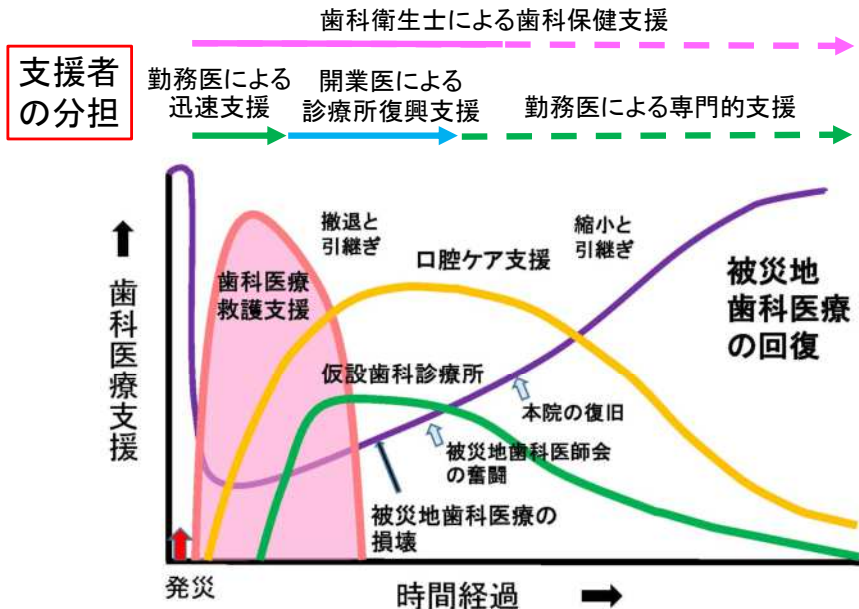 歯科衛生士による歯科保健支援
支援者
の分担
勤務医による
迅速支援
開業医による
診療所復興支援
勤務医による専門的支援
歯科医療支援
撤退と
引継ぎ
縮小と
引継ぎ
口腔ケア支援
歯科医療
救護支援
被災地
歯科医療
の回復
仮設歯科診療所
本院の復旧
被災地歯科医師会
の奮闘
被災地歯科医療の
損壊
発災
時間経過